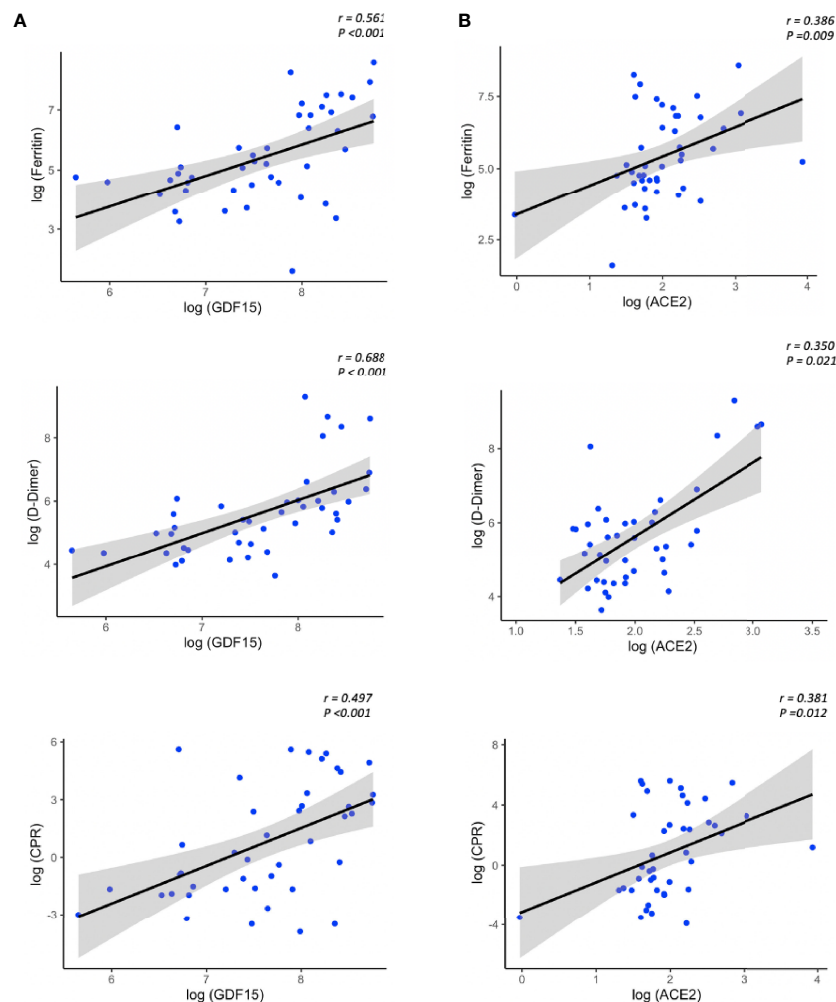 A
r = 0.561
P <0.001
log (Ferritin)
7
5
3
6
7
8
log (GDF15)
B
r = 0.386
P =0.009
log (Ferritin)
7.5
5.0
2.5
0
1
2
3
4
log (ACE2)
r = 0.688
P < 0.001
log (D-Dimer)
8
6
4
6
7
8
log (GDF15)
r = 0.350
P = 0.021
log (D-Dimer)
8
6
4
1.0
1.5
2.0
2.5
3.0
3.5
log (ACE2)
r = 0.497
P <0.001
log (CPR)
6
3
0
-3
6
7
8
log (GDF15)
r = 0.381
P =0.012
log (CPR)
8
4
0
-4
0
1
2
3
4
log (ACE2)